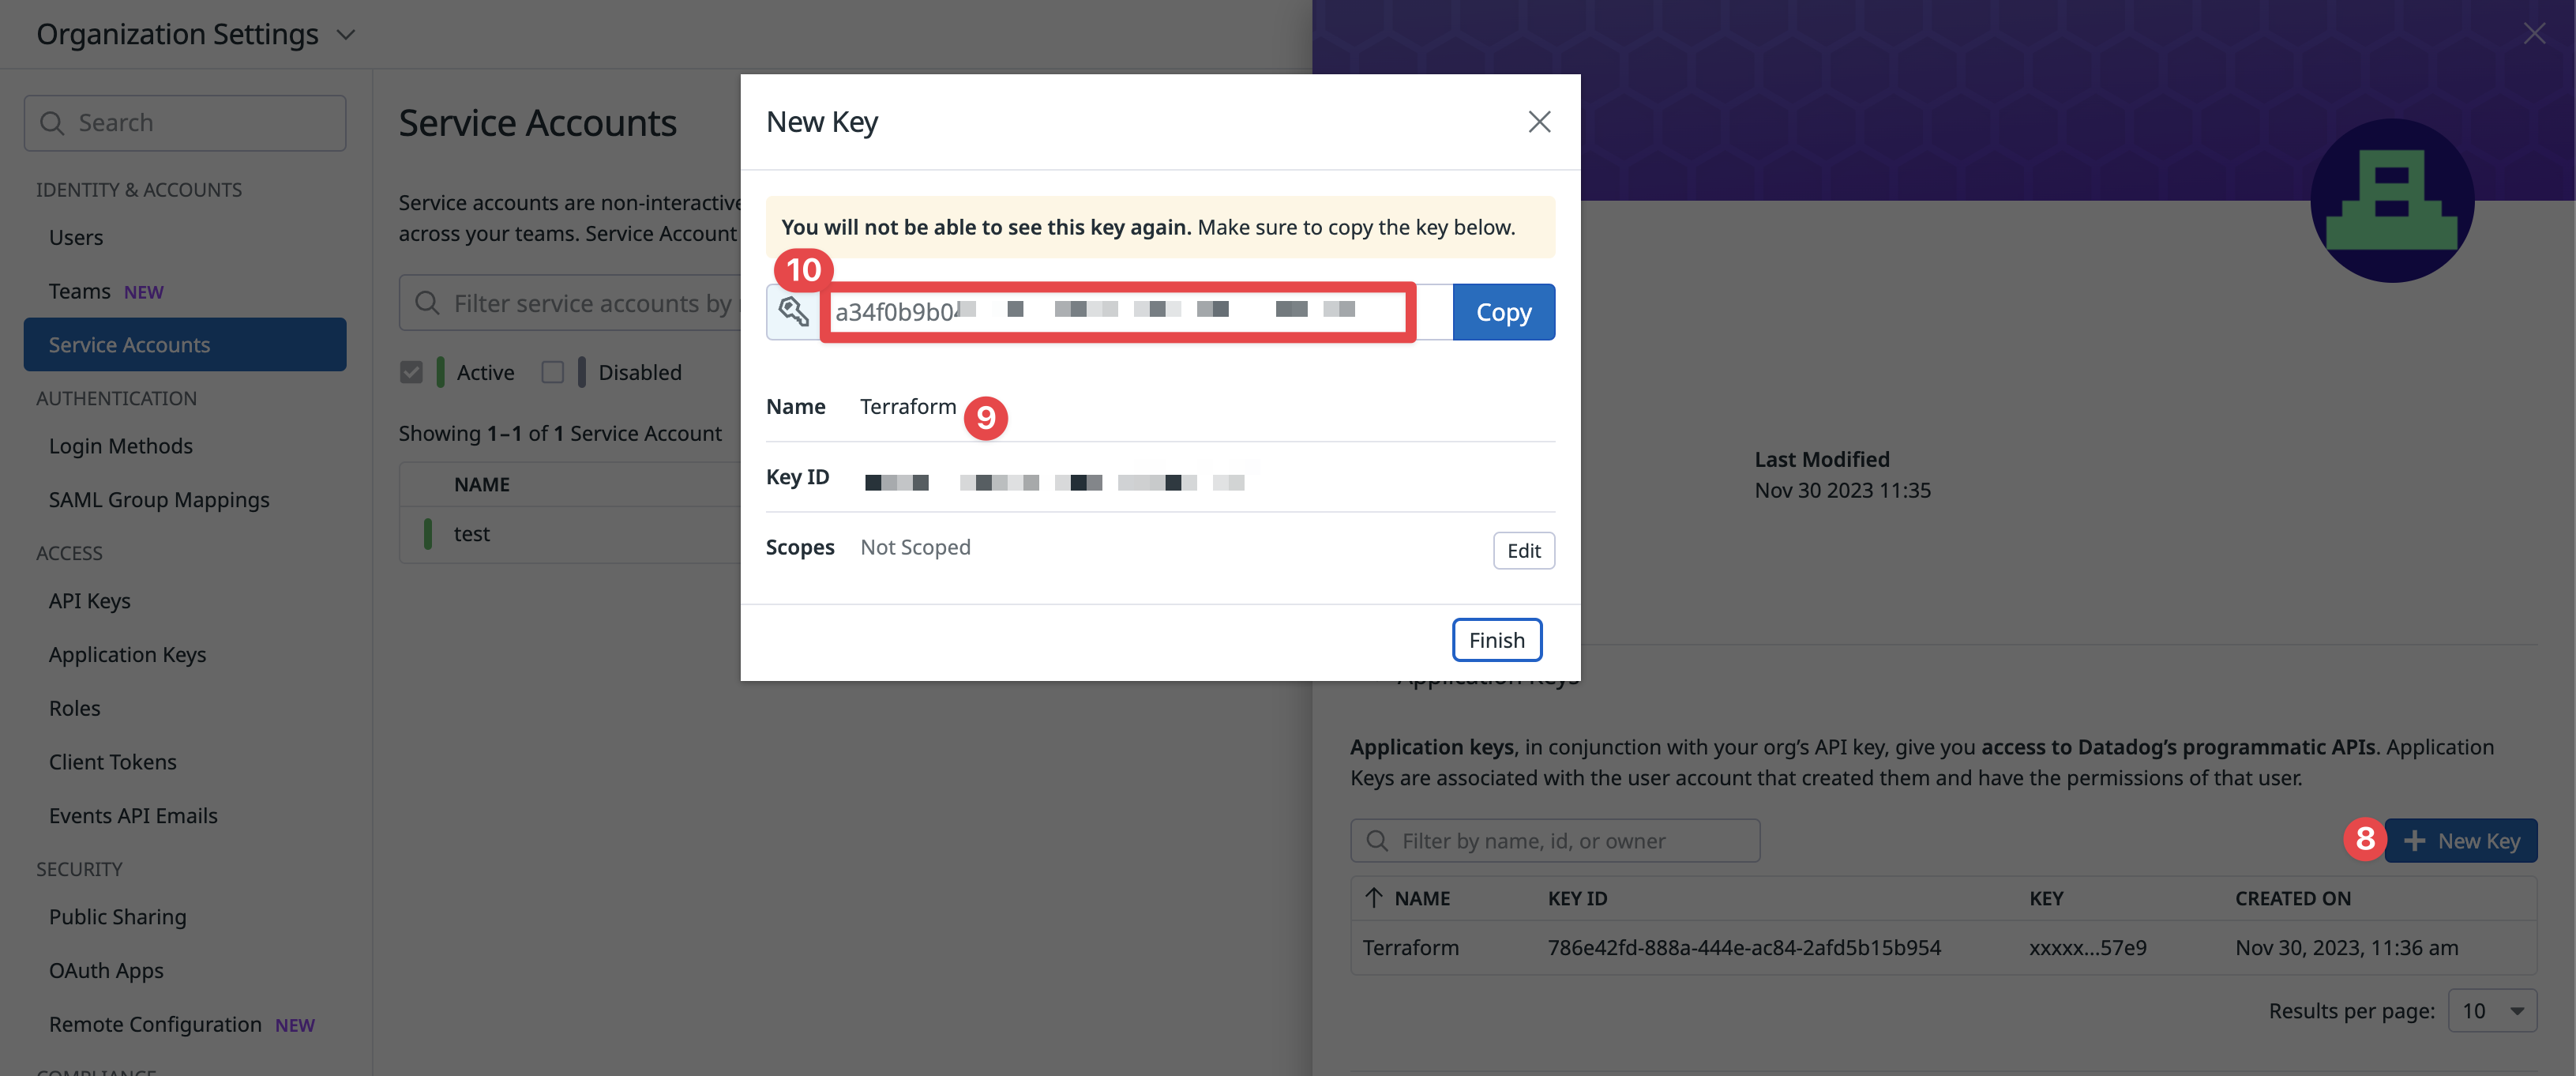 Organization Settings
Search
IDENTITY & ACCOUNTS
Users
Teams NEW
Service Accounts
AUTHENTICATION
Login Methods
SAML Group Mappings
ACCESS
API Keys
Application Keys
Roles
Client Tokens
Events API Emails
SECURITY
Public Sharing
OAuth Apps
Remote Configuration NEW
COMPLIANCE
Service Accounts
Service accounts are non-interactive
across your teams. Service Account
Filter service accounts by
Active Disabled
Showing 1–1 of 1 Service Account
NAME
test
New Key
You will not be able to see this key again. Make sure to copy the key below.
10
a34f0b9b0
Copy
Name Terraform 9
Key ID
Scopes Not Scoped Edit
Finish
Last Modified
Nov 30 2023 11:35
Application Keys
Application keys, in conjunction with your org’s API key, give you access to Datadog’s programmatic APIs. Application
Keys are associated with the user account that created them and have the permissions of that user.
Filter by name, id, or owner 8 + New Key
NAME KEY ID KEY CREATED ON
Terraform 786e42fd-888a-444e-ac84-2afd5b15b954 xxxxx...57e9 Nov 30, 2023, 11:36 am
Results per page: 10